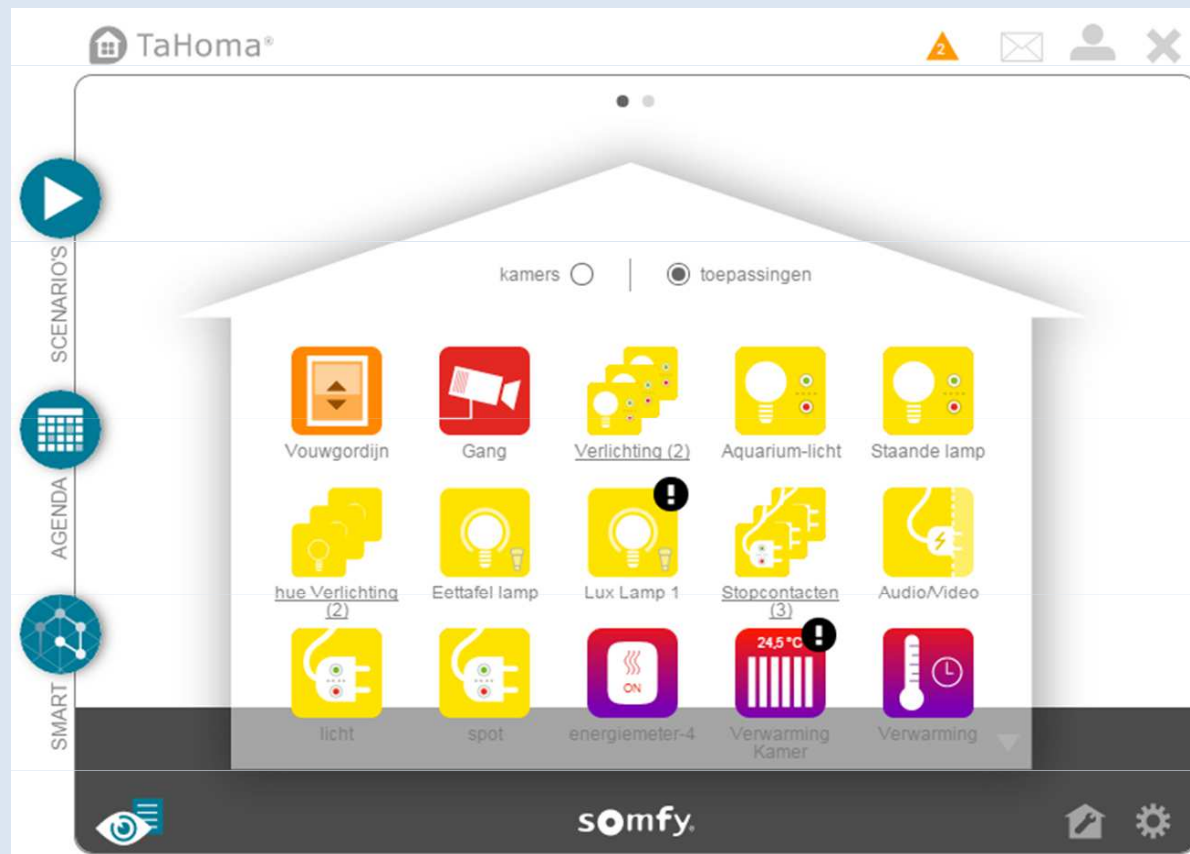 TaHoma®
2
SCENARIO'S
AGENDA
SMART
kamers
toepassingen
Vouwgordijn
Gang
Verlichting (2)
Aquarium-licht
Staande lamp
hue Verlichting
(2)
Eettafel lamp
!
Lux Lamp 1
Stopcontacten
(3)
Audio/Video
licht
spot
ON
energiemeter-4
24,5 °C
!
Verwarming
Kamer
Verwarming
somfy.